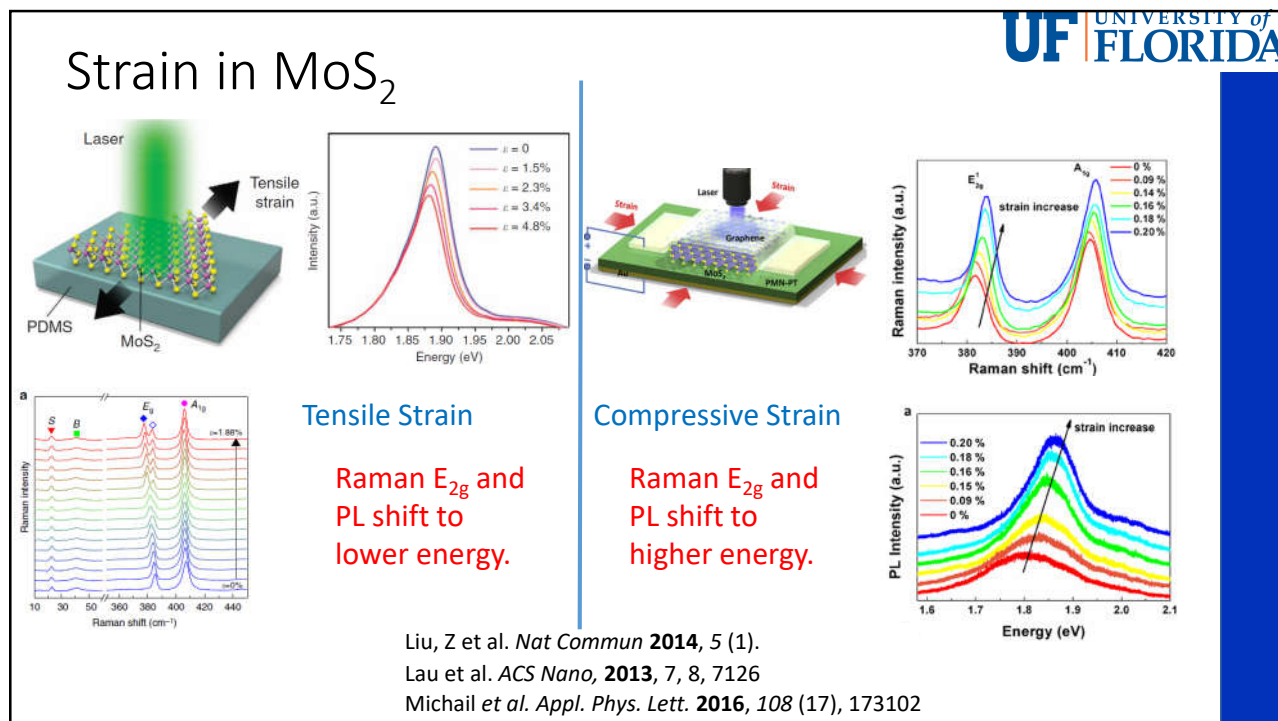 UNIVERSITY of
UF FLORIDA
Strain in MoS2
Laser
Tensile
strain
PDMS
MoS2
Intensity (a.u.)
ε = 0
ε = 1.5%
ε = 2.3%
ε = 3.4%
ε = 4.8%
1.75 1.80 1.85 1.90 1.95 2.00 2.05
Energy (eV)
Laser
Strain
Strain
Graphene
MoS2
Au
PMN-PT
+
−
Raman intensity (a.u.)
E12g
A1g
strain increase
0 %
0.09 %
0.14 %
0.16 %
0.18 %
0.20 %
370 380 390 400 410 420
Raman shift (cm-1)
a
S
B
Eg
A1g
ε=1.88%
ε=0%
Raman intensity
10 30 50 360 380 400 420 440
Raman shift (cm–1)
Tensile Strain
Raman E2g and
PL shift to
lower energy.
Compressive Strain
Raman E2g and
PL shift to
higher energy.
a
strain increase
0.20 %
0.18 %
0.16 %
0.15 %
0.09 %
0 %
PL Intensity (a.u.)
1.6 1.7 1.8 1.9 2.0 2.1
Energy (eV)
Liu, Z et al. Nat Commun 2014, 5 (1).
Lau et al. ACS Nano, 2013, 7, 8, 7126
Michail et al. Appl. Phys. Lett. 2016, 108 (17), 173102